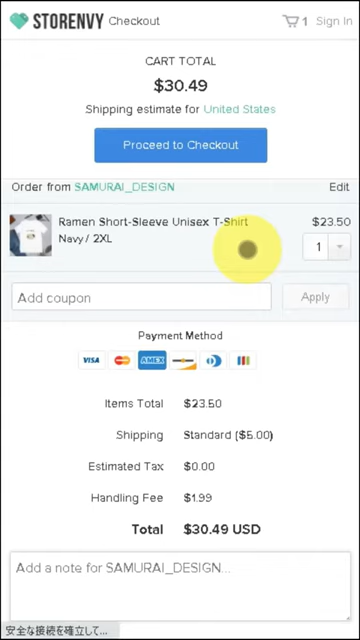 STORENVY Checkout 1 Sign In
CART TOTAL
$30.49
Shipping estimate for United States
Proceed to Checkout
Order from SAMURAI_DESIGN Edit
Ramen Short-Sleeve Unisex T-Shirt $23.50
Navy / 2XL
1
Add coupon Apply
Payment Method
VISA AMEX
Items Total $23.50
Shipping Standard ($5.00)
Estimated Tax $0.00
Handling Fee $1.99
Total $30.49 USD
Add a note for SAMURAI_DESIGN...
安全な接続を確立して...